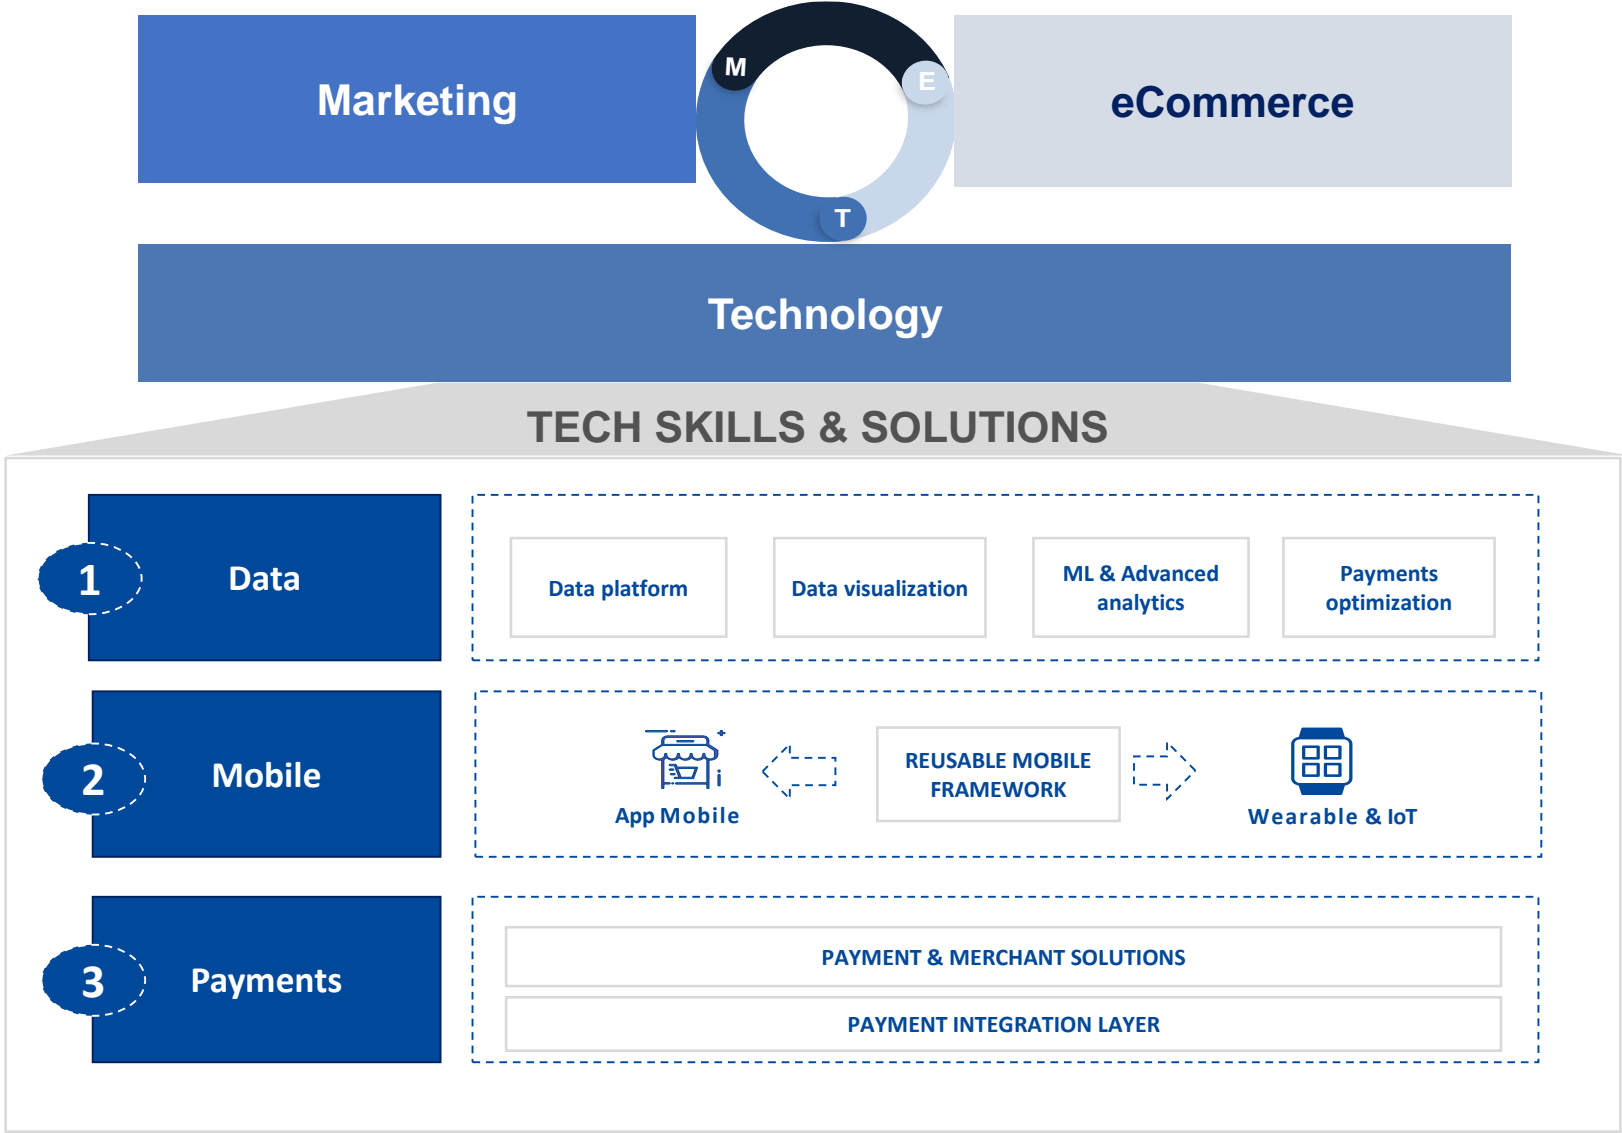 Marketing
M
E
T
eCommerce
Technology
TECH SKILLS & SOLUTIONS
1
Data
Data platform
Data visualization
ML & Advanced
analytics
Payments
optimization
2
Mobile
App Mobile
REUSABLE MOBILE
FRAMEWORK
Wearable & IoT
3
Payments
PAYMENT & MERCHANT SOLUTIONS
PAYMENT INTEGRATION LAYER